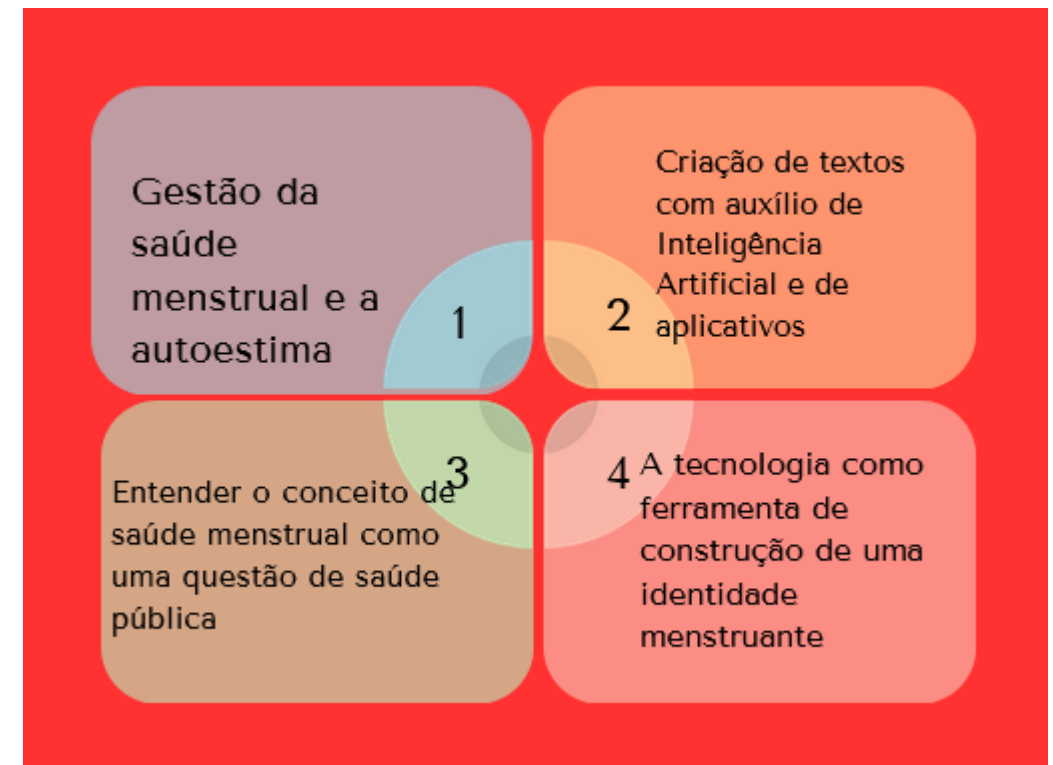 Gestão da
saúde
menstrual e a
autoestima
1
Criação de textos
com auxílio de
Inteligência
Artificial e de
aplicativos
2
Entender o conceito de
saúde menstrual como
uma questão de saúde
pública
3
4
A tecnologia como
ferramenta de
construção de uma
identidade
menstruante